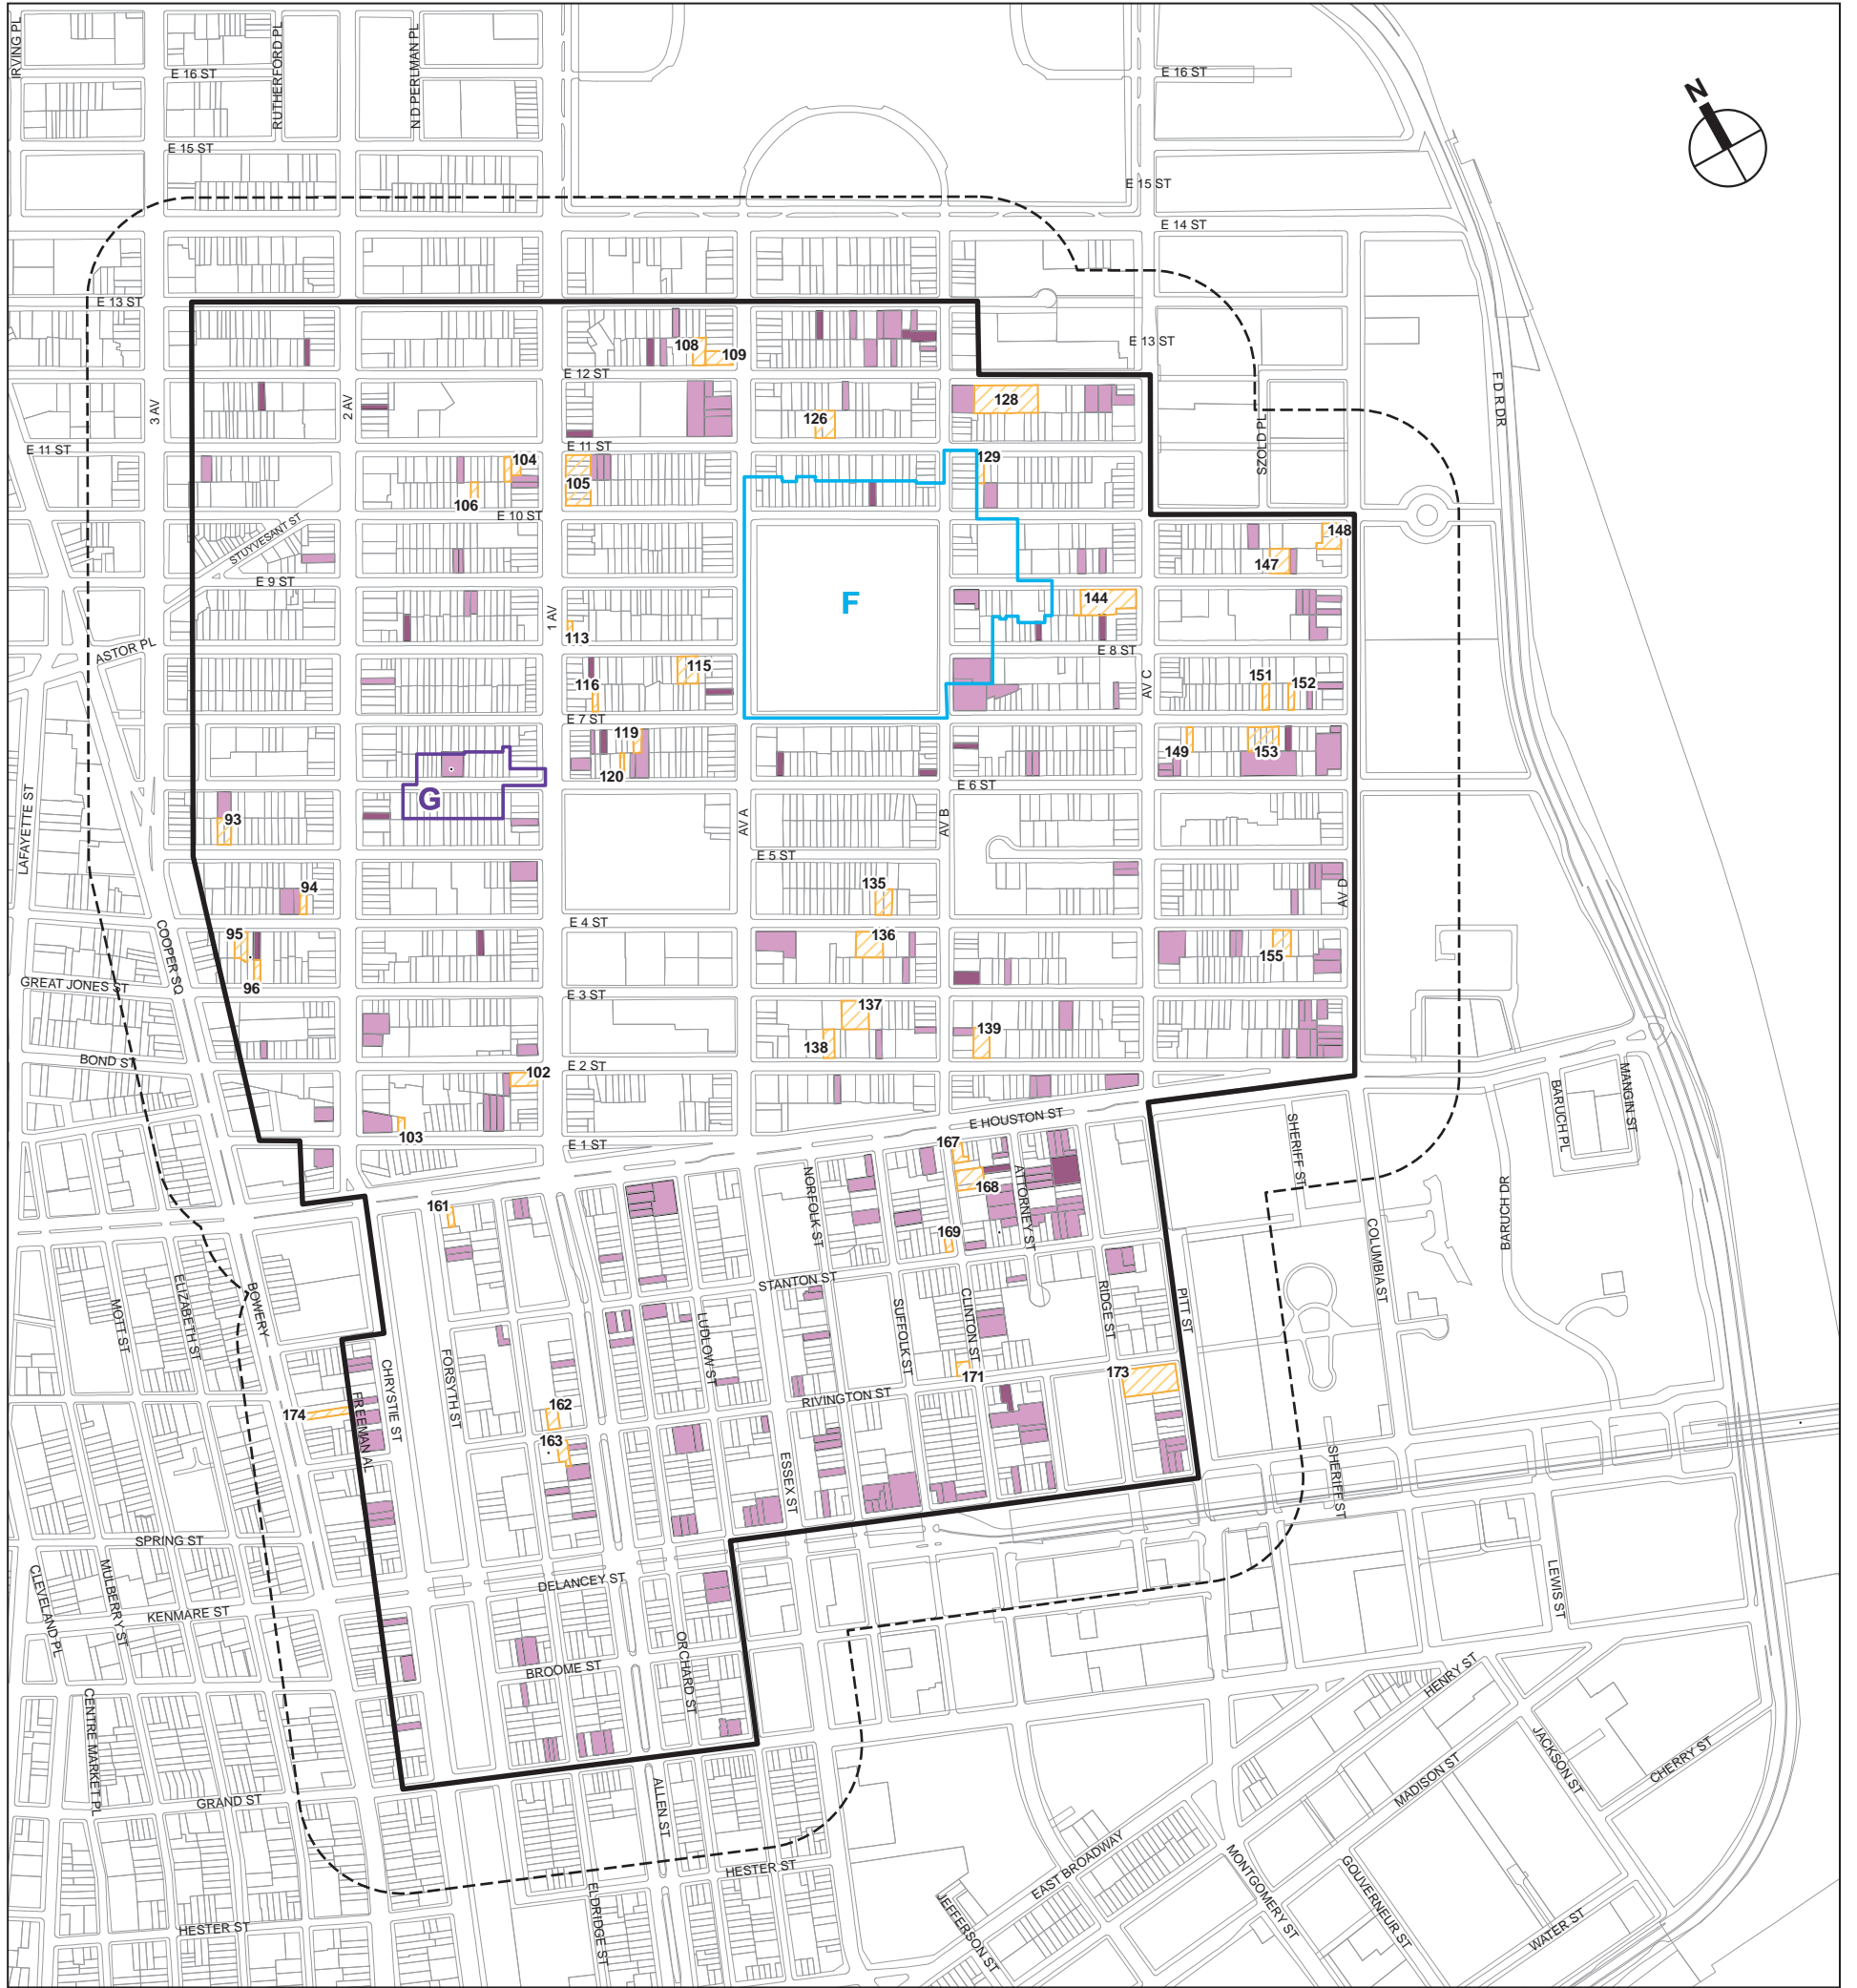 IRVING PL
RUTHERFORD PL
N D PERLMAN PL
E 16 ST
E 16 ST
N
E 15 ST
E 15 ST
E 14 ST
E 13 ST
E 13 ST
108
109
E 12 ST
3 AV
2 AV
F D R DR
128
126
E 11 ST
E 11 ST
SZOLD PL
104
105
106
129
E 10 ST
STUYVESANT ST
148
147
E 9 ST
F
144
1 AV
113
ASTOR PL
E 8 ST
115
116
151
152
AV C
E 7 ST
119
120
149
153
E 6 ST
G
LAFAYETTE ST
93
AV A
AV B
E 5 ST
94
135
AV D
E 4 ST
COOPER SQ
95
96
136
155
GREAT JONES ST
E 3 ST
137
138
139
BOND ST
E 2 ST
102
103
MANGIN ST
BARUCH PL
E HOUSTON ST
E 1 ST
167
168
169
SHERIFF ST
NORFOLK ST
ATTORNEY ST
161
BARUCH DR
COLUMBIA ST
STANTON ST
MOTT ST
ELIZABETH ST
BOWERY
LUDLOW ST
SUFFOLK ST
CLINTON ST
RIDGE ST
PITT ST
FORSYTH ST
CHRYSTIE ST
FREEMAN AL
171
173
RIVINGTON ST
174
162
163
ESSEX ST
SHERIFF ST
SPRING ST
CLEVELAND PL
MULBERRY ST
DELANCEY ST
LEWIS ST
KENMARE ST
BROOME ST
ORCHARD ST
HENRY ST
CENTRE MARKET PL
JACKSON ST
CHERRY ST
MADISON ST
GRAND ST
ALLEN ST
HESTER ST
EAST BROADWAY
MONTGOMERY ST
GOUVERNEUR ST
HESTER ST
ELDRIDGE ST
JEFFERSON ST
WATER ST